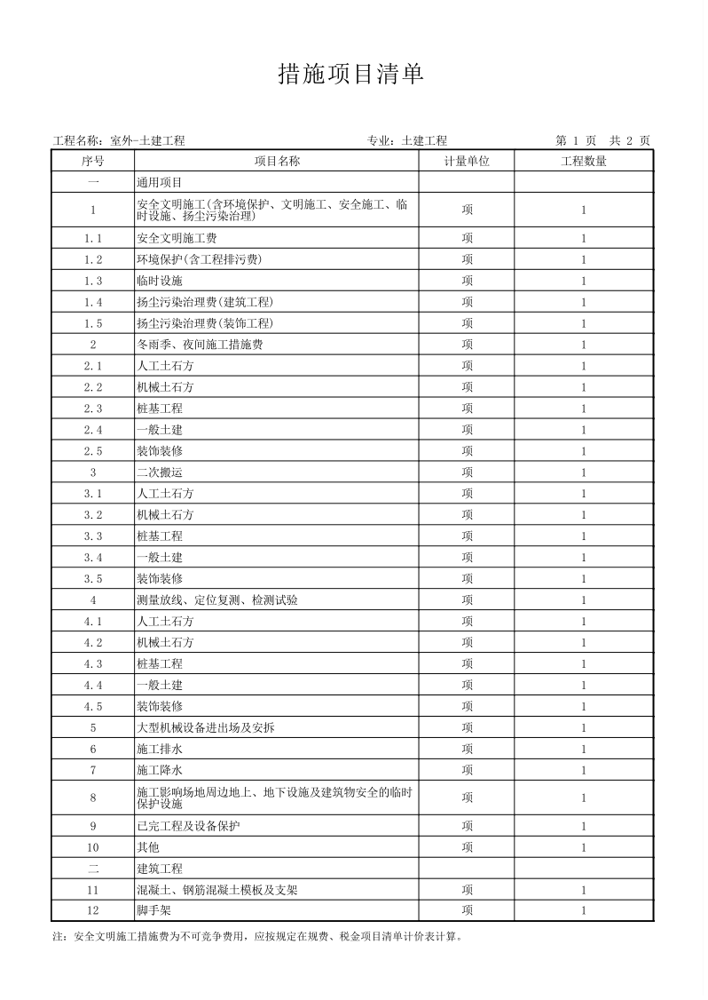 措施项目清单
工程名称：室外-土建工程 专业：土建工程 第 1 页 共 2 页
序号 项目名称 计量单位 工程数量
一 通用项目
1 安全文明施工(含环境保护、文明施工、安全施工、临 项 1
时设施、扬尘污染治理)
1.1 安全文明施工费 项 1
1.2 环境保护(含工程排污费) 项 1
1.3 临时设施 项 1
1.4 扬尘污染治理费(建筑工程) 项 1
1.5 扬尘污染治理费(装饰工程) 项 1
2 冬雨季、夜间施工措施费 项 1
2.1 人工土石方 项 1
2.2 机械土石方 项 1
2.3 桩基工程 项 1
2.4 一般土建 项 1
2.5 装饰装修 项 1
3 二次搬运 项 1
3.1 人工土石方 项 1
3.2 机械土石方 项 1
3.3 桩基工程 项 1
3.4 一般土建 项 1
3.5 装饰装修 项 1
4 测量放线、定位复测、检测试验 项 1
4.1 人工土石方 项 1
4.2 机械土石方 项 1
4.3 桩基工程 项 1
4.4 一般土建 项 1
4.5 装饰装修 项 1
5 大型机械设备进出场及安拆 项 1
6 施工排水 项 1
7 施工降水 项 1
8 施工影响场地周边地上、地下设施及建筑物安全的临时 项 1
保护设施
9 已完工程及设备保护 项 1
10 其他 项 1
二 建筑工程
11 混凝土、钢筋混凝土模板及支架 项 1
12 脚手架 项 1
注：安全文明施工措施费为不可竞争费用，应按规定在规费、税金项目清单计价表计算。